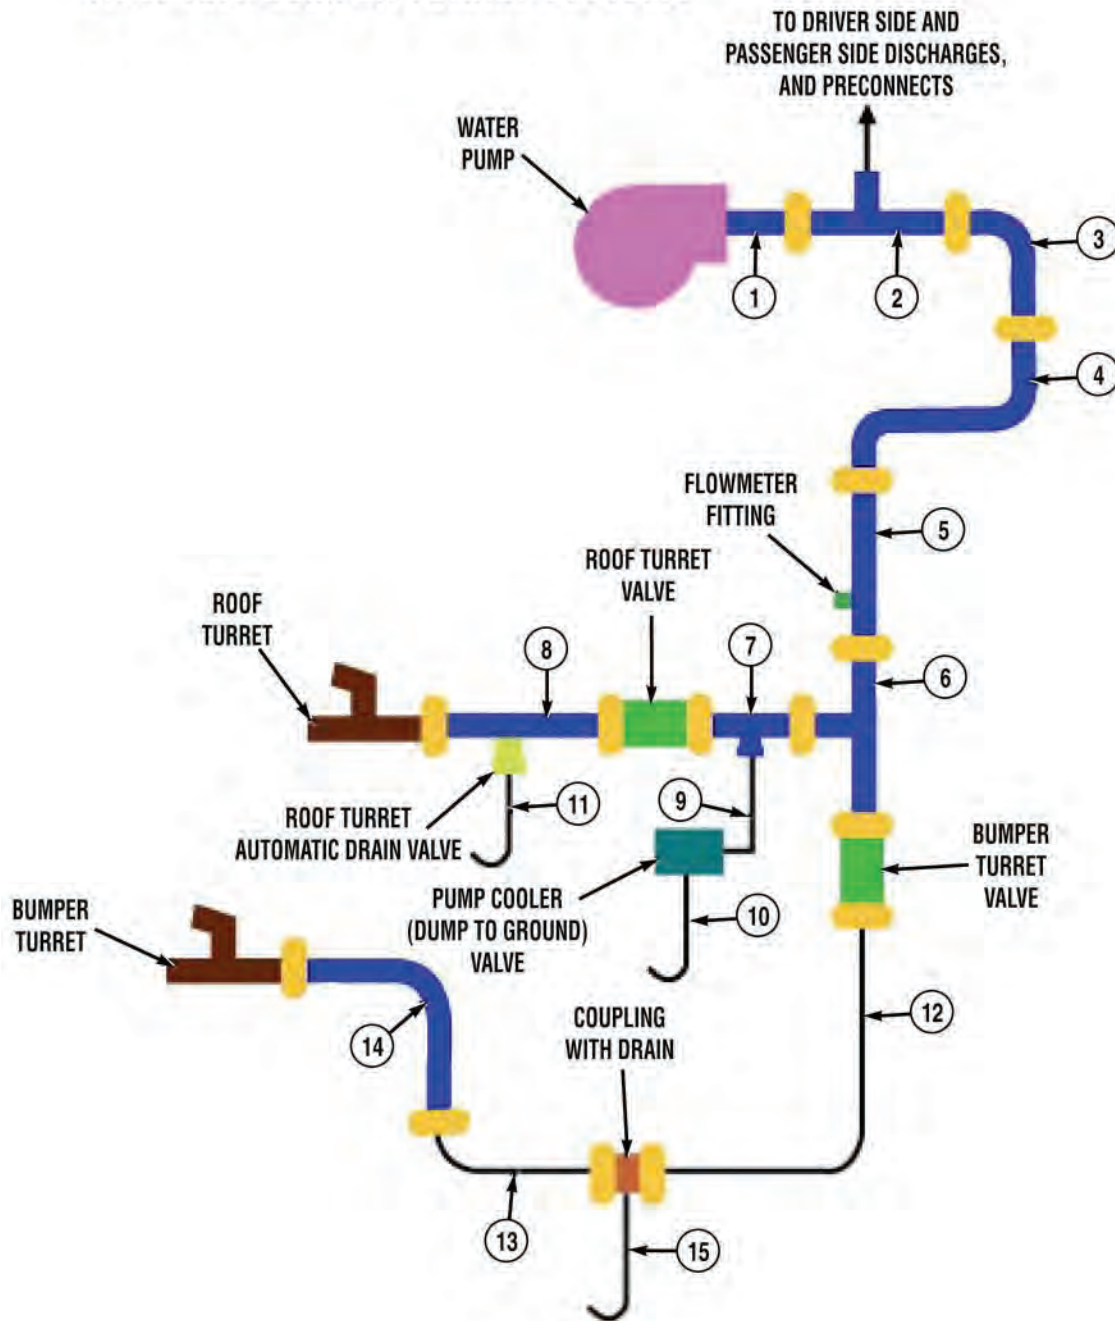 TO DRIVER SIDE AND
PASSENGER SIDE DISCHARGES,
AND PRECONNECTS
WATER
PUMP
3
1
2
4
FLOWMETER
FITTING
5
ROOF TURRET
VALVE
ROOF
TURRET
8
7
6
9
11
ROOF TURRET
AUTOMATIC DRAIN VALVE
BUMPER
TURRET
VALVE
PUMP COOLER
(DUMP TO GROUND)
VALVE
10
BUMPER
TURRET
12
COUPLING
WITH DRAIN
14
13
15